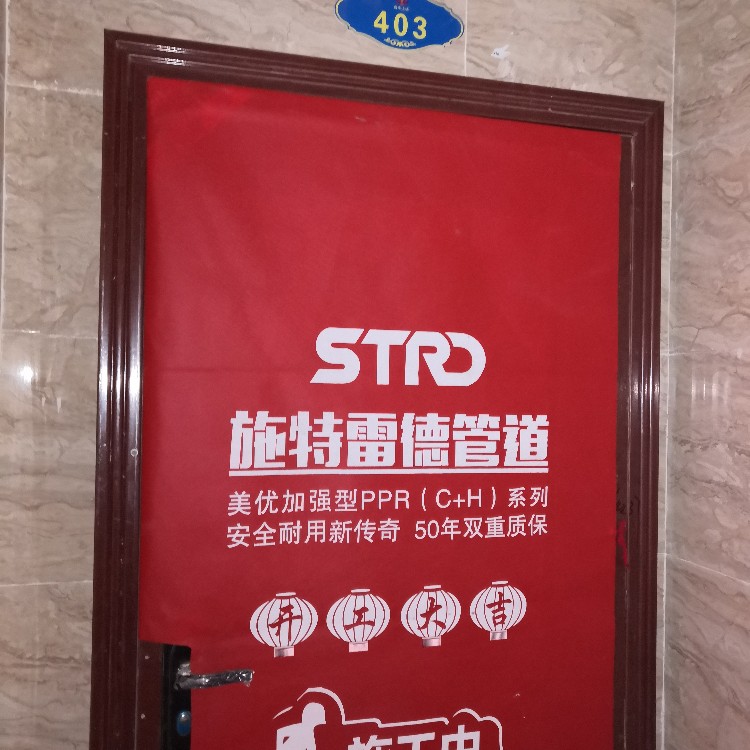 403
STRD
施特雷德管道
美优加强型PPR（C+H）系列
安全耐用新传奇 50年双重质保
开工大吉
施工中